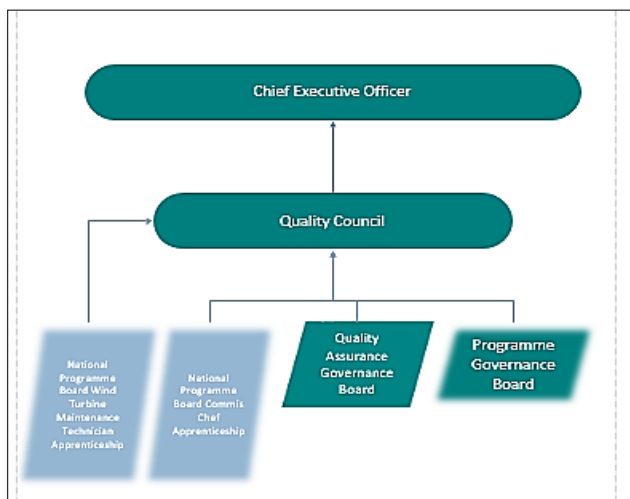 Chief Executive Officer
Quality Council
National
Programme
Board Wind
Turbine
Maintenance
Technician
Apprenticeship
National
Programme
Board Commis
Chef
Apprenticeship
Quality
Assurance
Governance
Board
Programme
Governance
Board